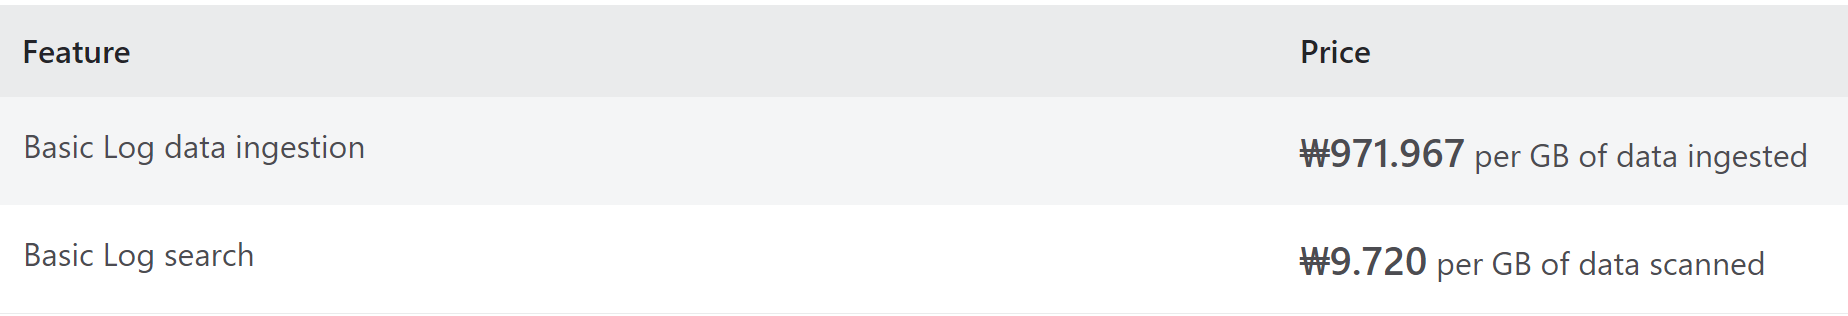 Feature Price
Basic Log data ingestion ₩971.967 per GB of data ingested
Basic Log search ₩9.720 per GB of data scanned